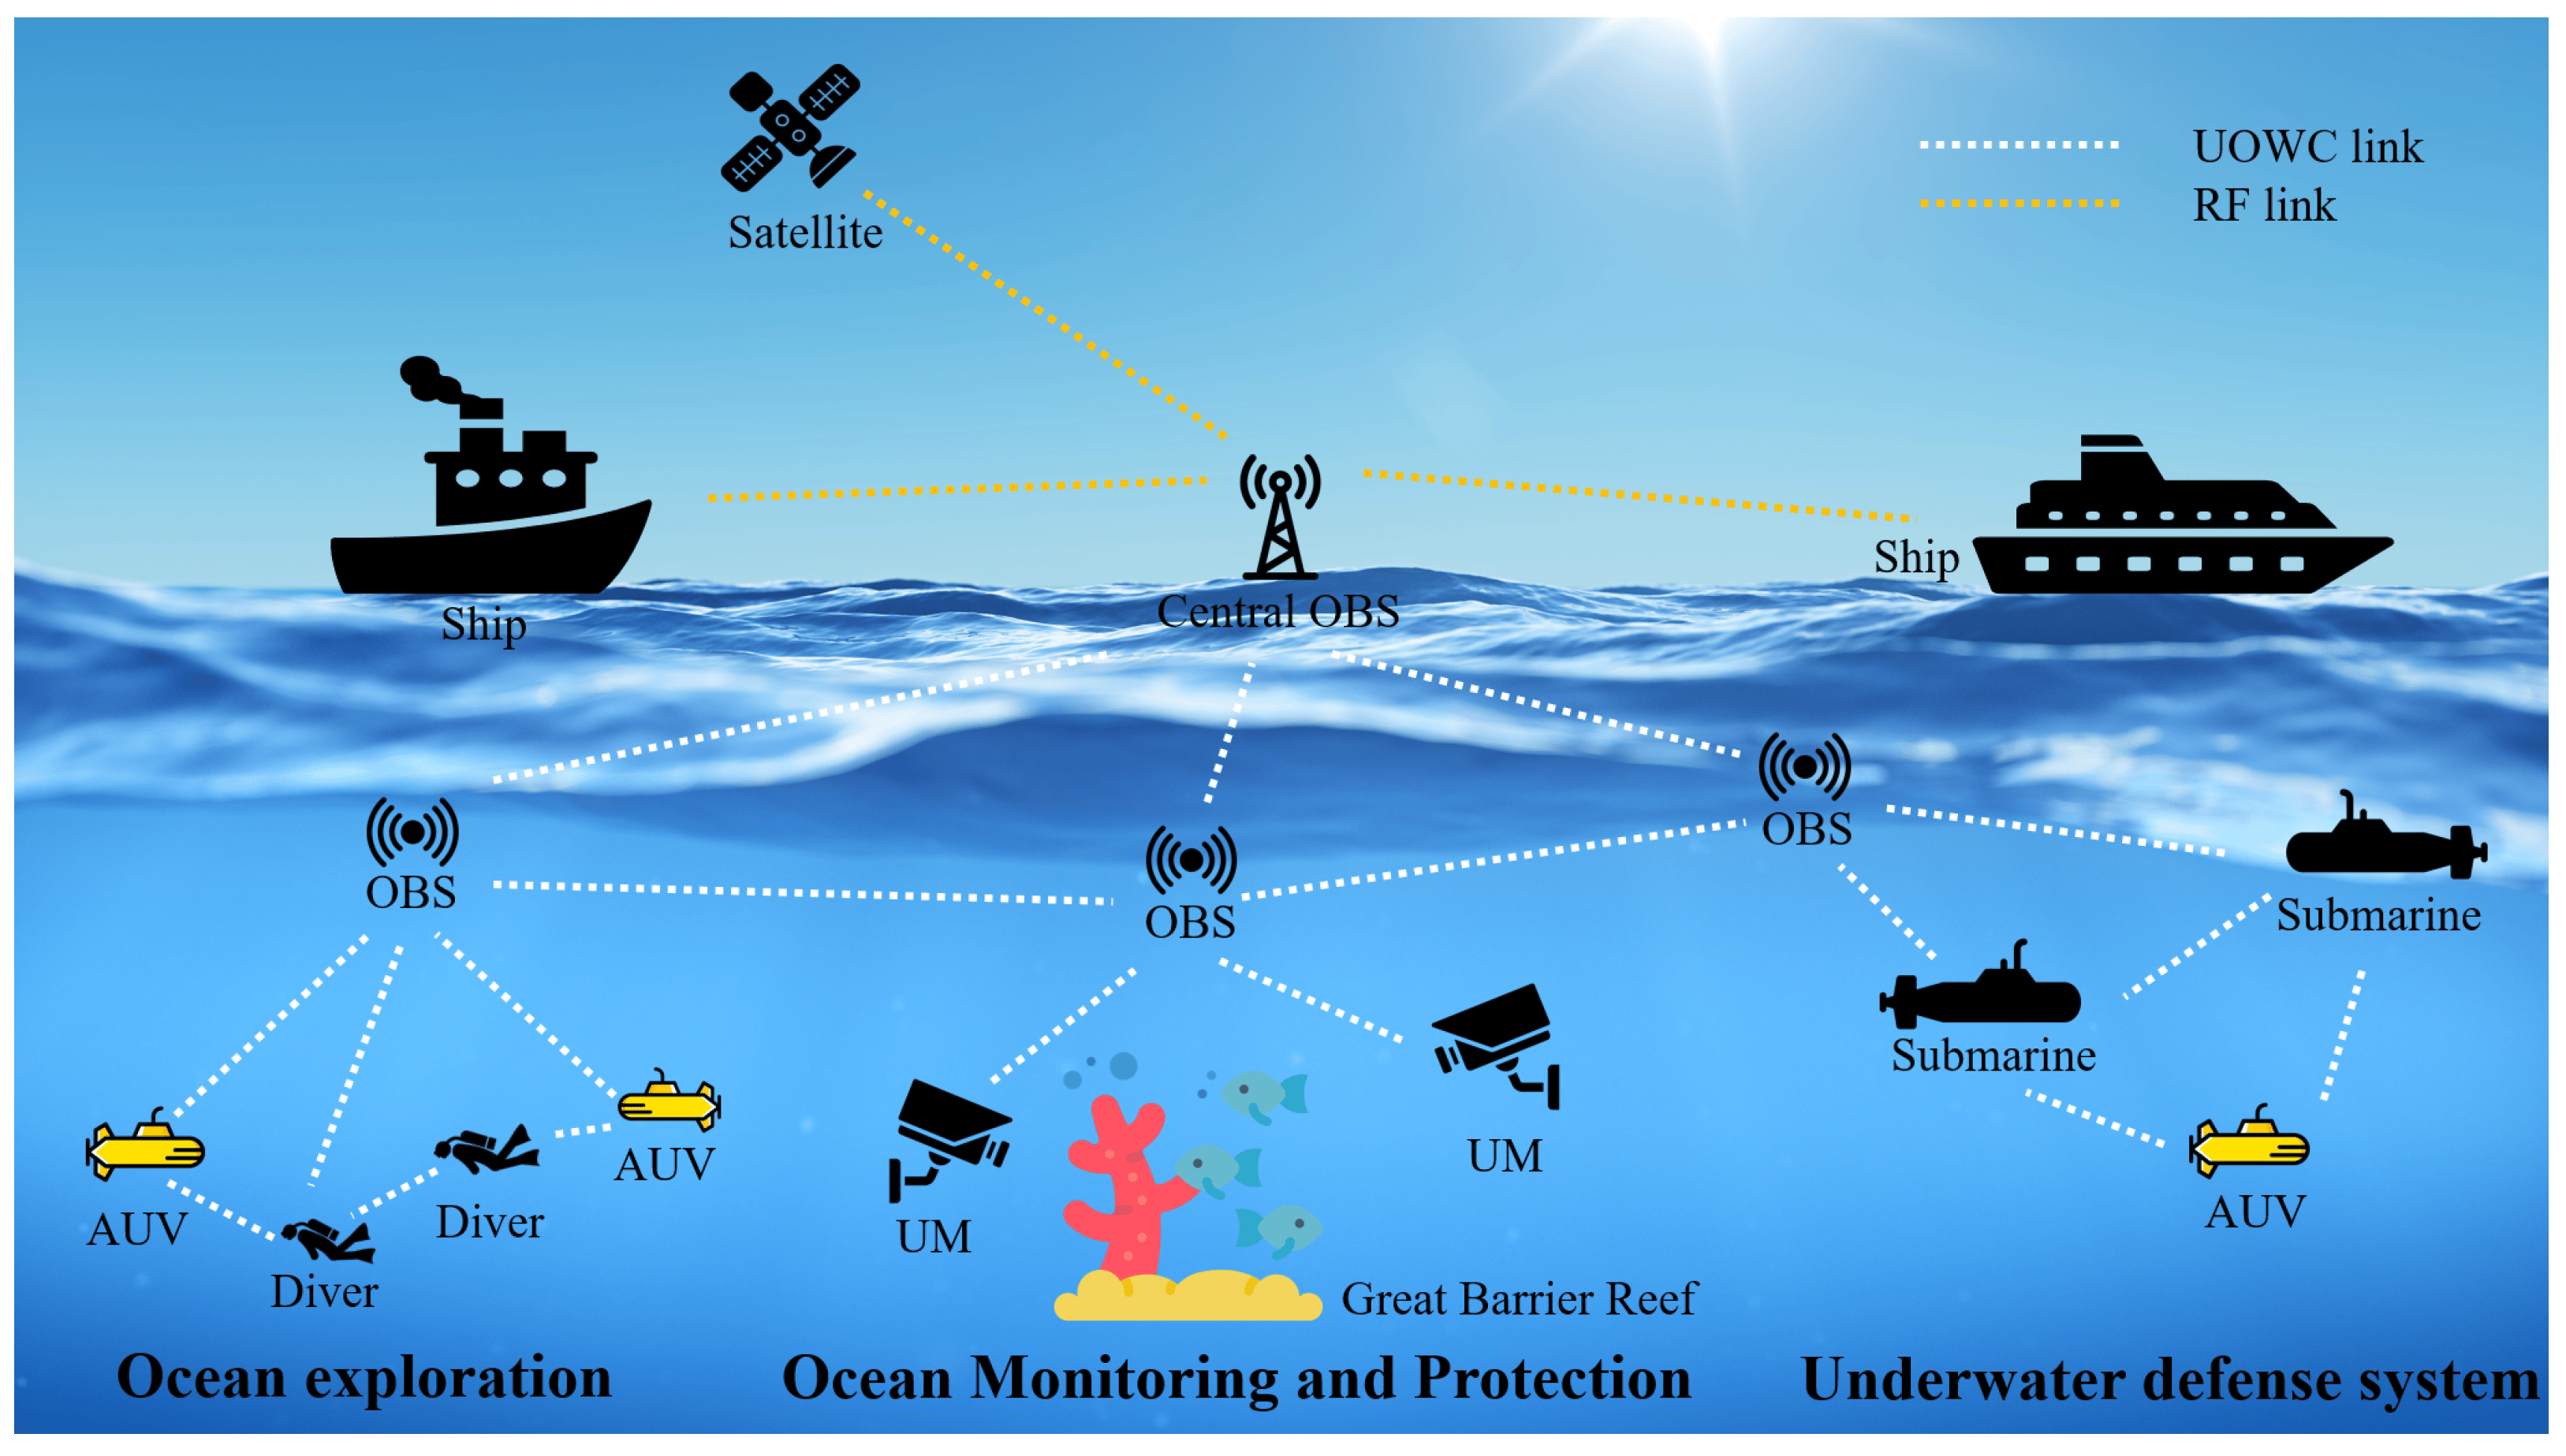 UOWC link
RF link
Satellite
Ship
Ship
Central OBS
OBS
OBS
OBS
Submarine
Submarine
AUV
Diver
Diver
AUV
UM
UM
AUV
Great Barrier Reef
Ocean exploration
Ocean Monitoring and Protection
Underwater defense system